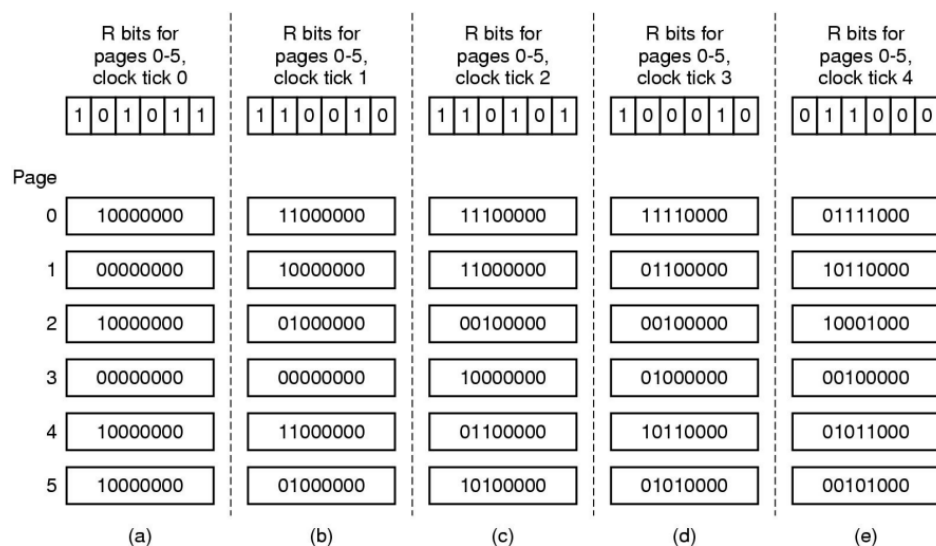 R bits for pages 0-5, clock tick 0
R bits for pages 0-5, clock tick 1
R bits for pages 0-5, clock tick 2
R bits for pages 0-5, clock tick 3
R bits for pages 0-5, clock tick 4
1 0 1 0 1 1
1 1 0 0 1 0
1 1 0 1 0 1
1 0 0 0 1 0
0 1 1 0 0 0
Page
0 10000000 11000000 11100000 11110000 01111000
1 00000000 10000000 11000000 01100000 10110000
2 10000000 01000000 00100000 00100000 10001000
3 00000000 00000000 10000000 01000000 00100000
4 10000000 11000000 01100000 10110000 01011000
5 10000000 01000000 10100000 01010000 00101000
(a) (b) (c) (d) (e)